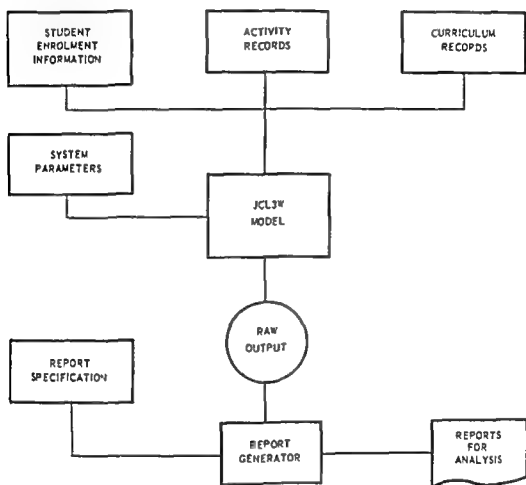 STUDENT
ENROLMENT
INFORMATION
ACTIVITY
RECORDS
CURRICULUM
RECORDS
SYSTEM
PARAMETERS
JCL3W
MODEL
RAW
OUTPUT
REPORT
SPECIFICATION
REPORT
GENERATOR
REPORTS
FOR
ANALYSIS